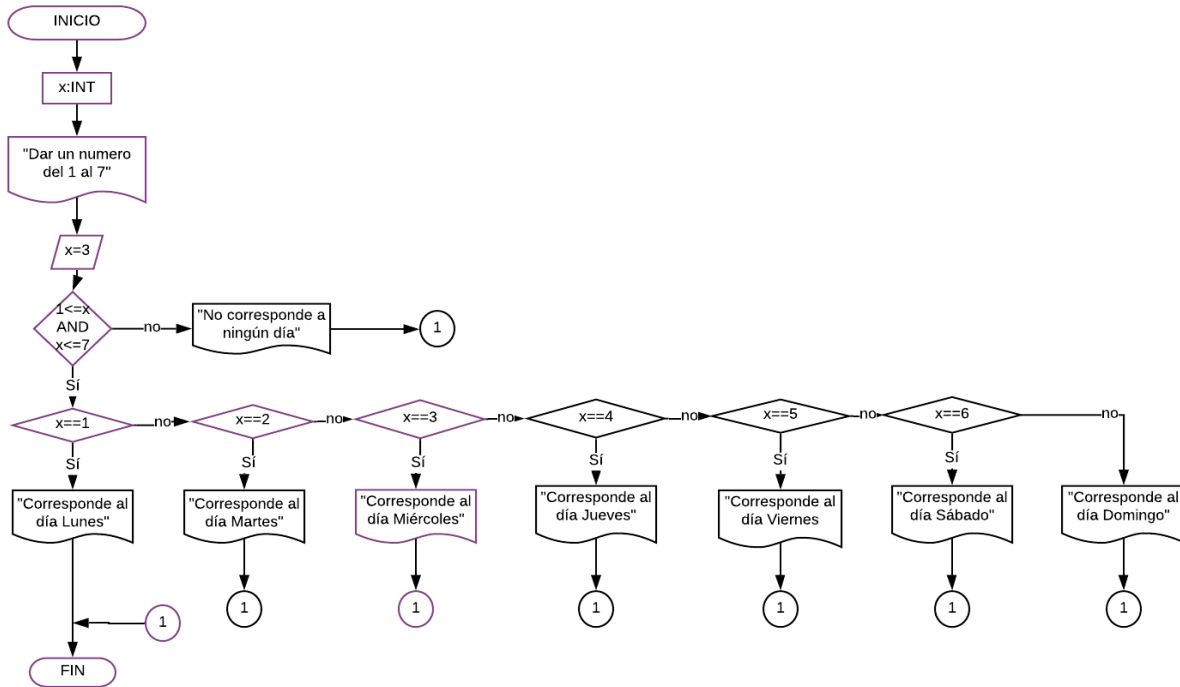 INICIO
x:INT
"Dar un numero
del 1 al 7"
x=3
1<=x
AND
x<=7
no
"No corresponde a
ningún día"
1
Sí
x==1
no
x==2
no
x==3
no
x==4
no
x==5
no
x==6
no
Sí
Sí
Sí
Sí
Sí
Sí
"Corresponde al
día Lunes"
"Corresponde al
día Martes"
"Corresponde al
día Miércoles"
"Corresponde al
día Jueves"
"Corresponde al
día Viernes
"Corresponde al
día Sábado"
"Corresponde al
día Domingo"
1
1
1
1
1
1
1
FIN